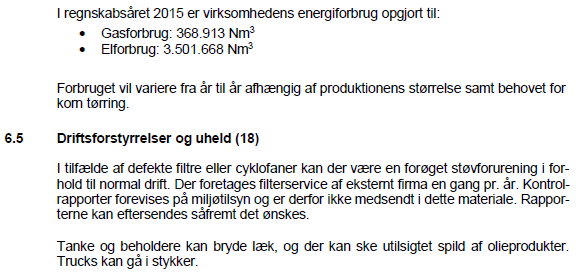 I regnskabsåret 2015 er virksomhedens energiforbrug opgjort til:
• Gasforbrug: 368.913 Nm³
• Elforbrug: 3.501.668 Nm³
Forbruget vil variere fra år til år afhængig af produktionens størrelse samt behovet for
korn tørring.
6.5 Driftsforstyrrelser og uheld (18)
I tilfælde af defekte filtre eller cyklofaner kan der være en forøget støvforurening i for-
hold til normal drift. Der foretages filterservice af eksternt firma en gang pr. år. Kontrol-
rapporter forevises på miljøtilsyn og er derfor ikke medsendt i dette materiale. Rappor-
terne kan eftersendes såfremt det ønskes.
Tanke og beholdere kan bryde læk, og der kan ske utilsigtet spild af olieprodukter.
Trucks kan gå i stykker.